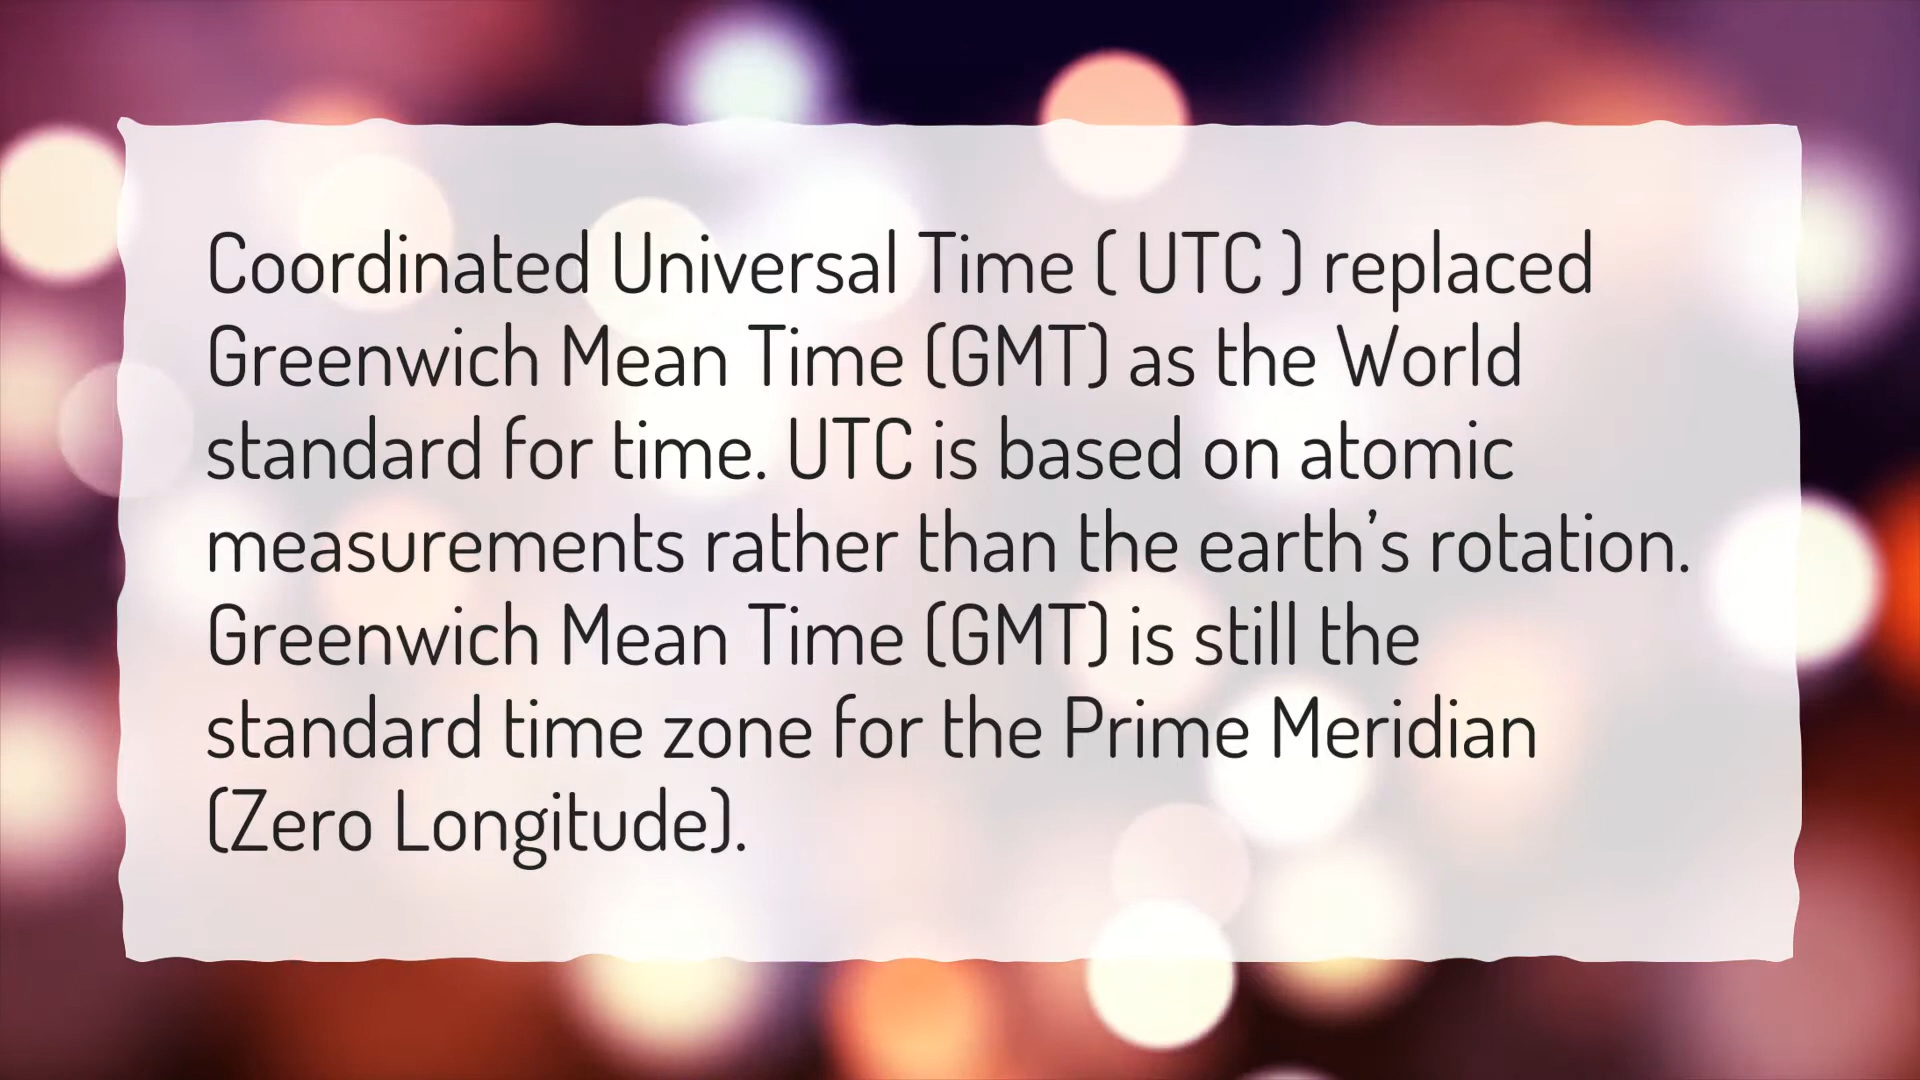 Coordinated Universal Time ( UTC ) replaced
Greenwich Mean Time (GMT) as the World
standard for time. UTC is based on atomic
measurements rather than the earth’s rotation.
Greenwich Mean Time (GMT) is still the
standard time zone for the Prime Meridian
(Zero Longitude).